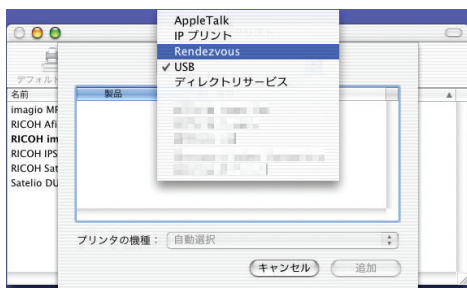 AppleTalk
IP プリント
Rendezvous
✓ USB
ディレクトリサービス
デフォルト
名前
製品
imagio MF
RICOH Afi
RICOH im
RICOH IPS
RICOH Sat
Satelio DU
プリンタの機種：
自動選択
キャンセル
追加